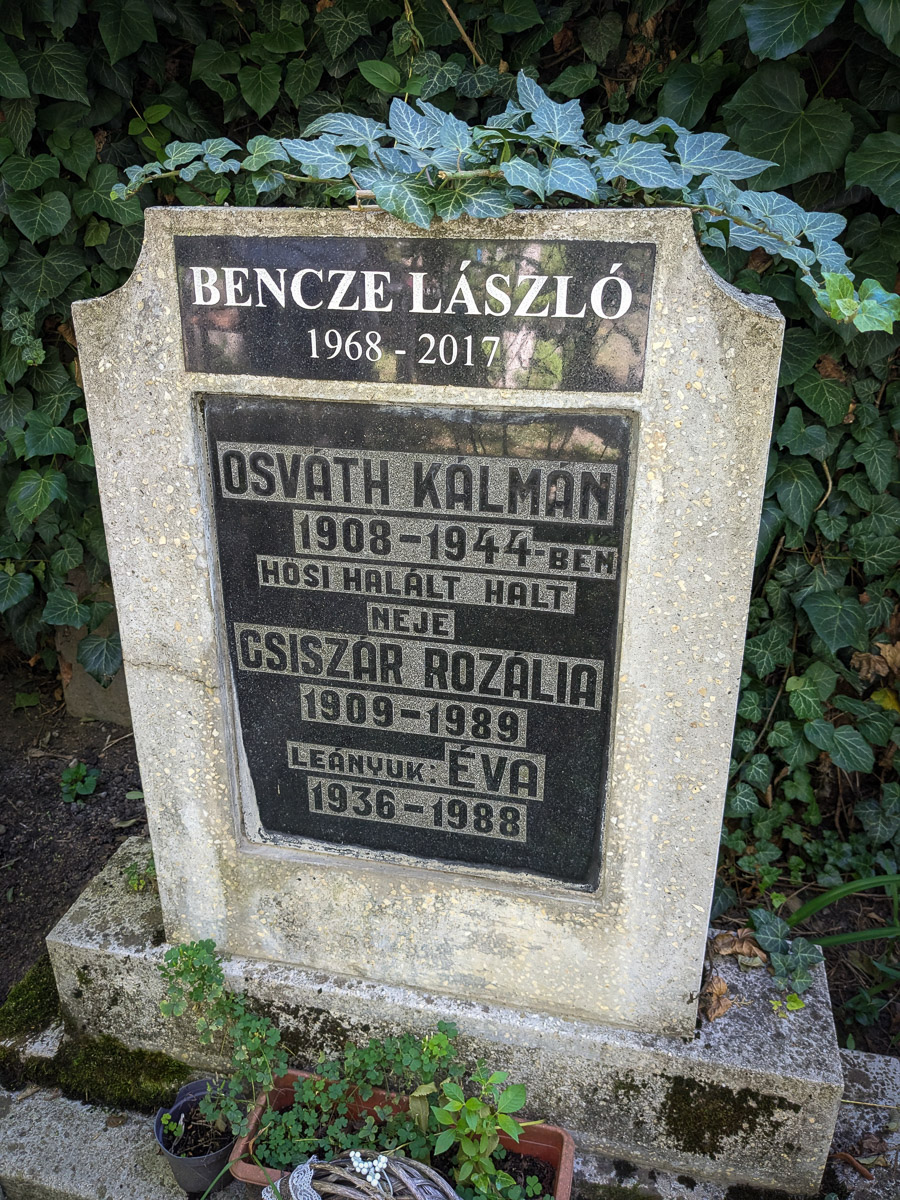 BENCZE LÁSZLÓ
1968 - 2017
OSVÁTH KÁLMÁN
1908-1944-BEN
HŐSI HALÁLT HALT
NEJE
CSISZÁR ROZÁLIA
1909-1989
LEÁNYUK: ÉVA
1936-1988